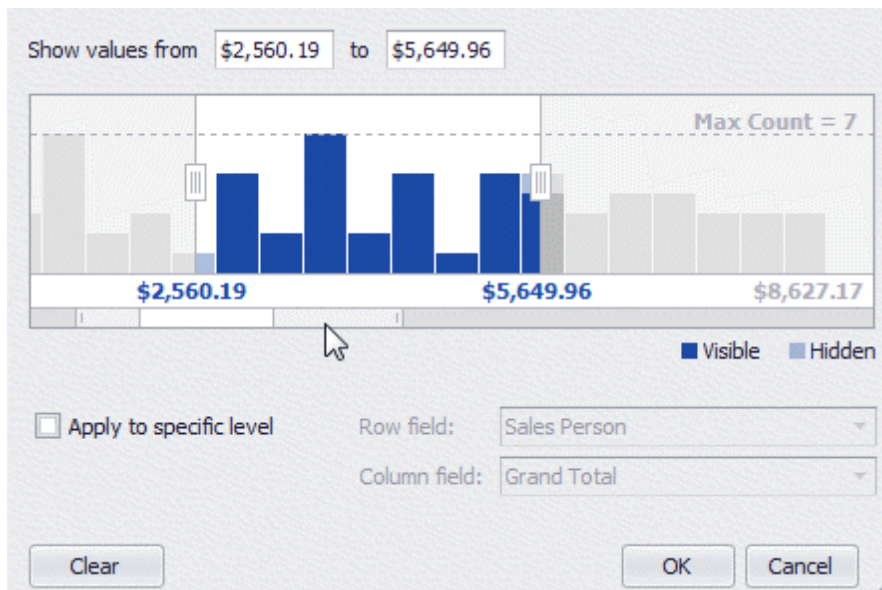 Show values from $2,560.19 to $5,649.96
Max Count = 7
$2,560.19 $5,649.96 $8,627.17
Visible Hidden
Apply to specific level Row field: Sales Person
Column field: Grand Total
Clear OK Cancel